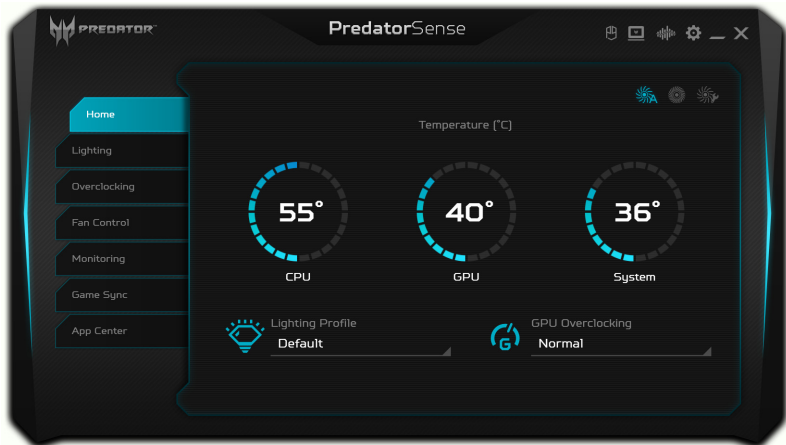 PREDATOR
PredatorSense
Home
Lighting
Overclocking
Fan Control
Monitoring
Game Sync
App Center
A
Temperature (°C)
55° 40° 36°
CPU GPU System
Lighting Profile
Default
G
GPU Overclocking
Normal